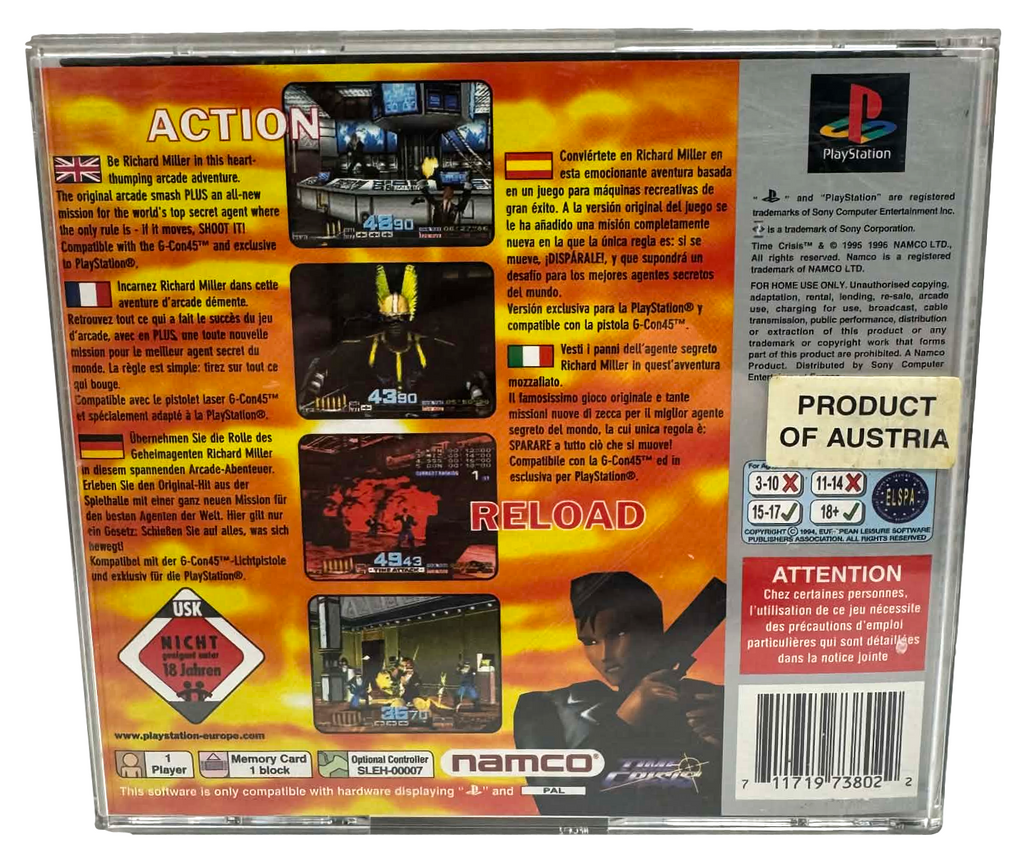 ACTION
Be Richard Miller in this heart-
thumping arcade adventure.
The original arcade smash PLUS an all-new
mission for the world's top secret agent where
the only rule is - if it moves, SHOOT IT!
Compatible with the G-Con45™ and exclusive
to PlayStation®.
Incarnez Richard Miller dans cette
aventure d'arcade démente.
Retrouvez tout ce qui a fait le succès du jeu
d'arcade, avec en PLUS, une toute nouvelle
mission pour le meilleur agent secret du
monde. La règle est simple: tirez sur tout ce
qui bouge.
Compatible avec le pistolet laser G-Con45™
et spécialement adapté à la PlayStation®.
Übernehmen Sie die Rolle des
Geheimagenten Richard Miller
in diesem spannenden Arcade-Abenteuer.
Erleben Sie den Original-Hit aus der
Spielhalle mit einer ganz neuen Mission für
den besten Agenten der Welt. Hier gilt nur
ein Gesetz: Schießen Sie auf alles, was sich
bewegt!
Kompatibel mit der G-Con45™-Lichtpistole
und exklusiv für die PlayStation®.
USK
NICHT
geeignet unter
18 Jahren
www.playstation-europe.com
4890
4390
4943
- TIME ATTACK -
3670
Conviértete en Richard Miller en
esta emocionante aventura basada
en un juego para máquinas recreativas de
gran éxito. A la versión original del juego se
le ha añadido una misión completamente
nueva en la que la única regla es: si se
mueve, ¡DISPÁRALE!, y que supondrá un
desafío para los mejores agentes secretos
del mundo.
Versión exclusiva para la PlayStation® y
compatible con la pistola G-Con45™.
Vesti i panni dell'agente segreto
Richard Miller in quest'avventura
mozzafiato.
Il famosissimo gioco originale e tante
missioni nuove di zecca per il miglior agente
segreto del mondo, la cui unica regola è:
SPARARE a tutto ciò che si muove!
Compatibile con la G-Con45™ ed in
esclusiva per PlayStation®.
RELOAD
1
Player
Memory Card
1 block
Optional Controller
SLEH-00007
namco®
TIME
CRISIS
This software is only compatible with hardware displaying " " and PAL
PlayStation
" " and "PlayStation" are registered
trademarks of Sony Computer Entertainment Inc.
is a trademark of Sony Corporation.
Time Crisis™ & © 1995 1996 NAMCO LTD.,
All rights reserved. Namco is a registered
trademark of NAMCO LTD.
FOR HOME USE ONLY. Unauthorised copying,
adaptation, rental, lending, re-sale, arcade
use, charging for use, broadcast, cable
transmission, public performance, distribution
or extraction of this product or any
trademark or copyright work that forms
part of this product are prohibited. A Namco
Product. Distributed by Sony Computer
PRODUCT
OF AUSTRIA
3-10
11-14
15-17
18+
ELSPA
COPYRIGHT © 1994, EUROPEAN LEISURE SOFTWARE
PUBLISHERS ASSOCIATION. ALL RIGHTS RESERVED
ATTENTION
Chez certaines personnes,
l'utilisation de ce jeu nécessite
des précautions d'emploi
particulières qui sont détaillées
dans la notice jointe
7 11719 73802 2